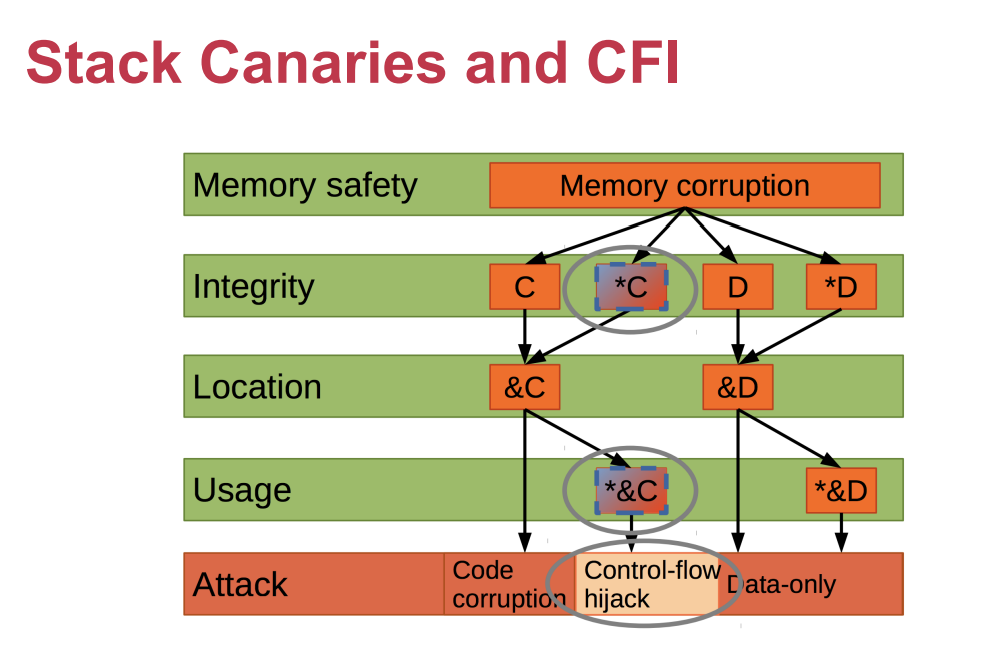 Stack Canaries and CFI
Memory safety
Memory corruption
Integrity
C
*C
D
*D
Location
&C
&D
Usage
*&C
*&D
Attack
Code
corruption
Control-flow
hijack
Data-only